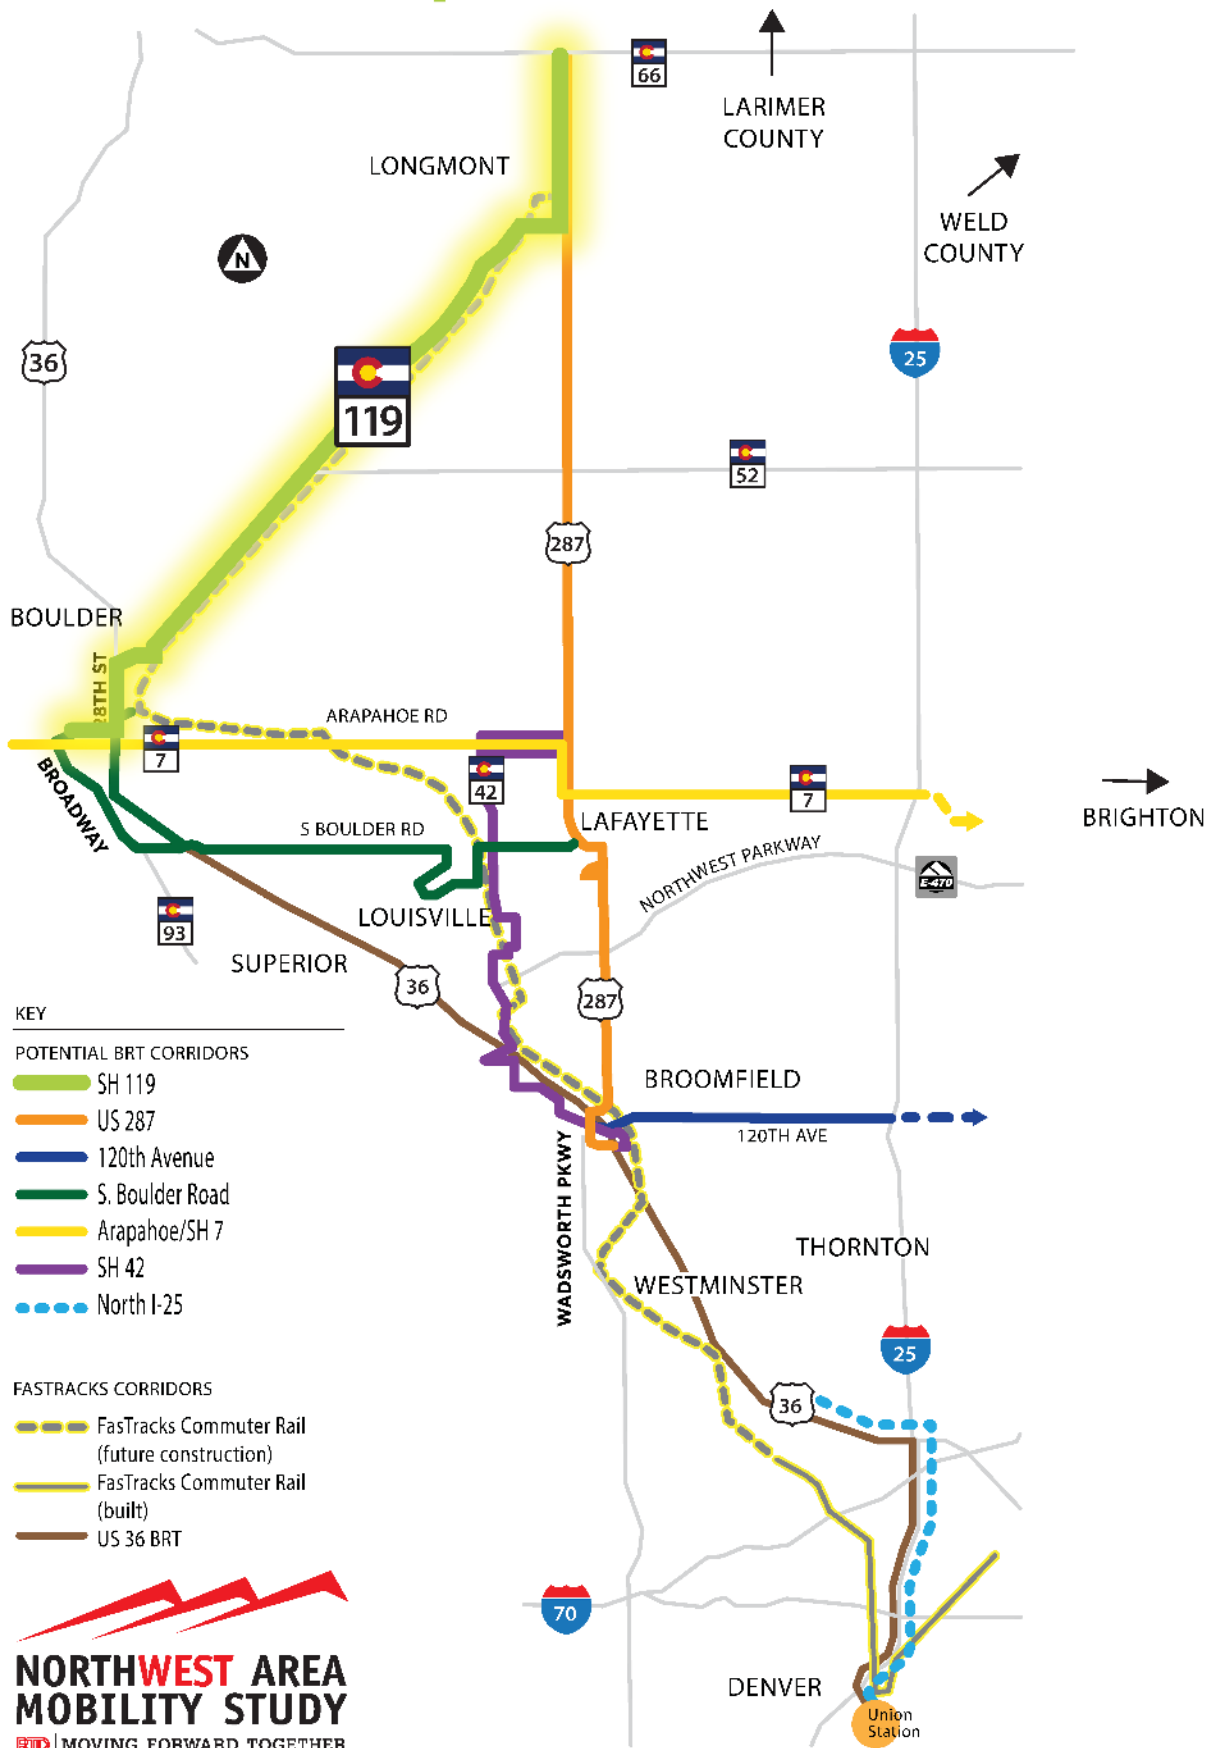 66
LARIMER
COUNTY
LONGMONT
WELD
COUNTY
N
36
25
119
52
287
BOULDER
28TH ST
ARAPAHOE RD
7
42
7
BROADWAY
S BOULDER RD
LAFAYETTE
BRIGHTON
NORTHWEST PARKWAY
E-470
93
LOUISVILLE
SUPERIOR
36
287
KEY
POTENTIAL BRT CORRIDORS
SH 119
US 287
120th Avenue
S. Boulder Road
Arapahoe/SH 7
SH 42
North I-25
BROOMFIELD
120TH AVE
WADSWORTH PKWY
THORNTON
WESTMINSTER
25
36
FASTRACKS CORRIDORS
FasTracks Commuter Rail
(future construction)
FasTracks Commuter Rail
(built)
US 36 BRT
70
NORTHWEST AREA
MOBILITY STUDY
RTD | MOVING FORWARD TOGETHER
DENVER
Union
Station